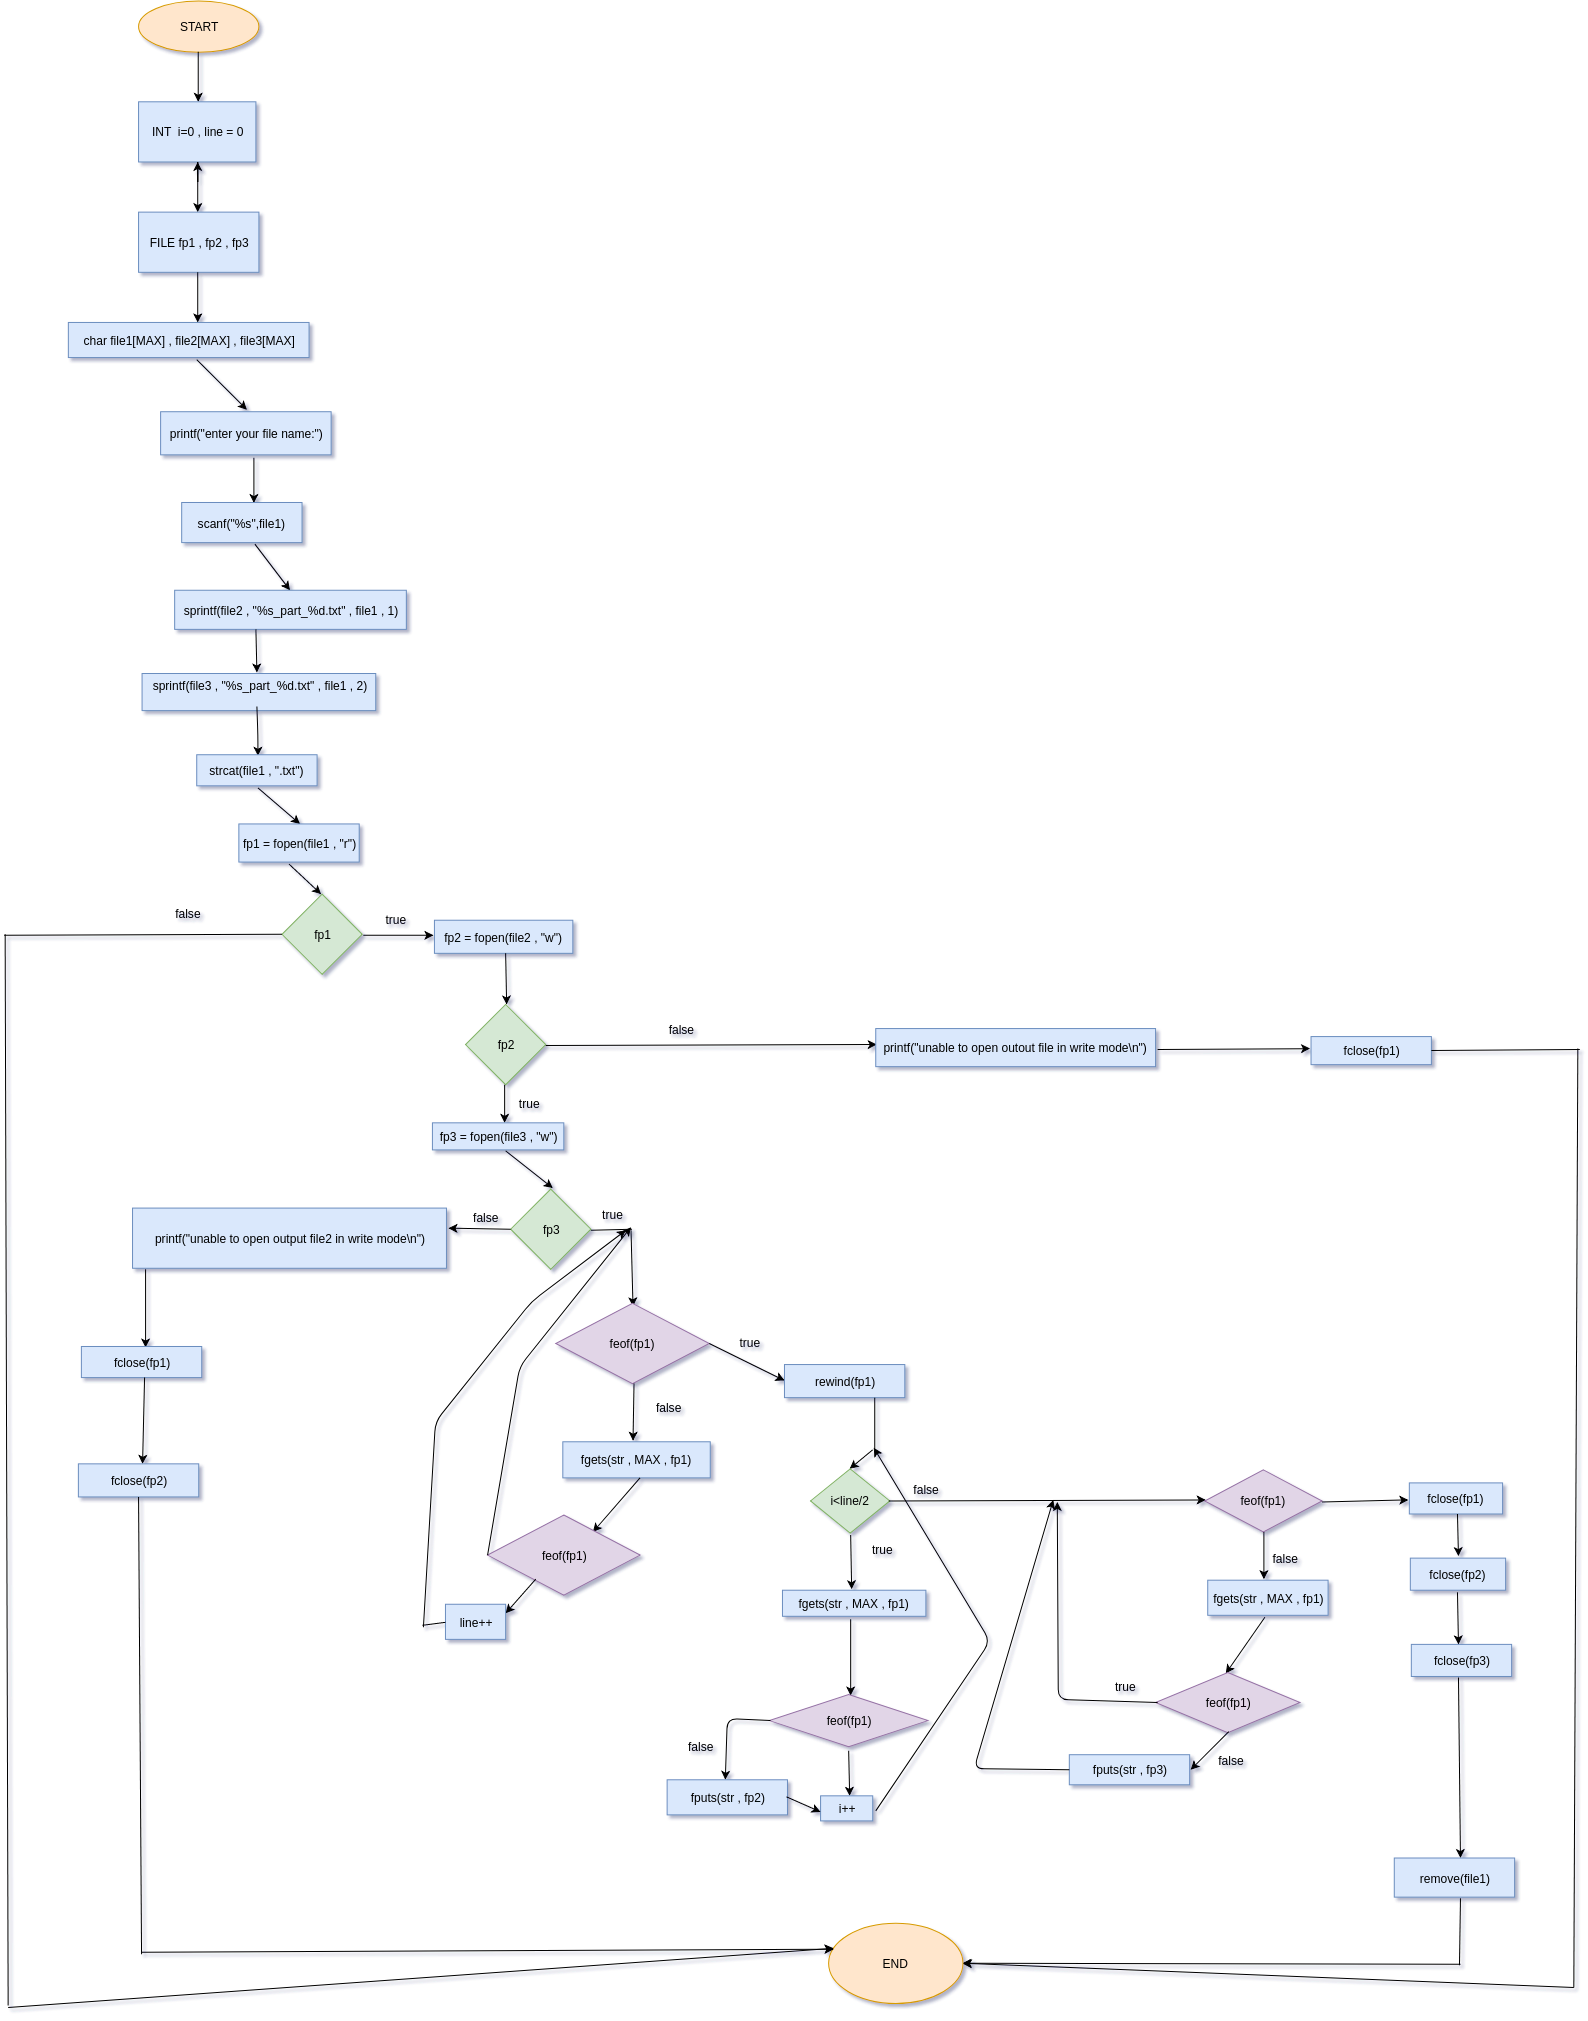 START
INT  i=0 , line = 0
FILE fp1 , fp2 , fp3
char file1[MAX] , file2[MAX] , file3[MAX]
printf("enter your file name:")
scanf("%s",file1)
sprintf(file2 , "%s_part_%d.txt" , file1 , 1)
sprintf(file3 , "%s_part_%d.txt" , file1 , 2)
strcat(file1 , ".txt")
fp1 = fopen(file1 , "r")
false
fp1
true
fp2 = fopen(file2 , "w")
fp2
false
printf("unable to open outout file in write mode\n")
fclose(fp1)
true
fp3 = fopen(file3 , "w")
fp3
false
true
printf("unable to open output file2 in write mode\n")
fclose(fp1)
fclose(fp2)
feof(fp1)
true
false
fgets(str , MAX , fp1)
feof(fp1)
line++
rewind(fp1)
i<line/2
false
true
fgets(str , MAX , fp1)
feof(fp1)
false
fputs(str , fp2)
i++
feof(fp1)
false
fgets(str , MAX , fp1)
feof(fp1)
true
false
fputs(str , fp3)
fclose(fp1)
fclose(fp2)
fclose(fp3)
remove(file1)
END